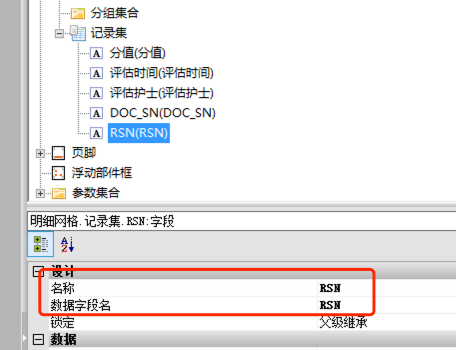 分组集合
记录集
A 分值(分值)
A 评估时间(评估时间)
A 评估护士(评估护士)
A DOC_SN(DOC_SN)
A RSN(RSN)
页脚
浮动部件框
参数集合
明细网格.记录集.RSN:字段
设计
名称 RSN
数据字段名 RSN
锁定 父级继承
数据